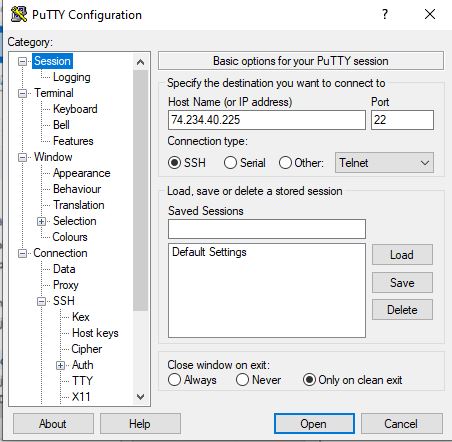 PuTTY Configuration
?
Category:
Session
Logging
Terminal
Keyboard
Bell
Features
Window
Appearance
Behaviour
Translation
Selection
Colours
Connection
Data
Proxy
SSH
Kex
Host keys
Cipher
Auth
TTY
X11
Basic options for your PuTTY session
Specify the destination you want to connect to
Host Name (or IP address) Port
74.234.40.225 22
Connection type:
SSH Serial Other: Telnet
Load, save or delete a stored session
Saved Sessions
Default Settings
Load
Save
Delete
Close window on exit:
Always Never Only on clean exit
About Help Open Cancel